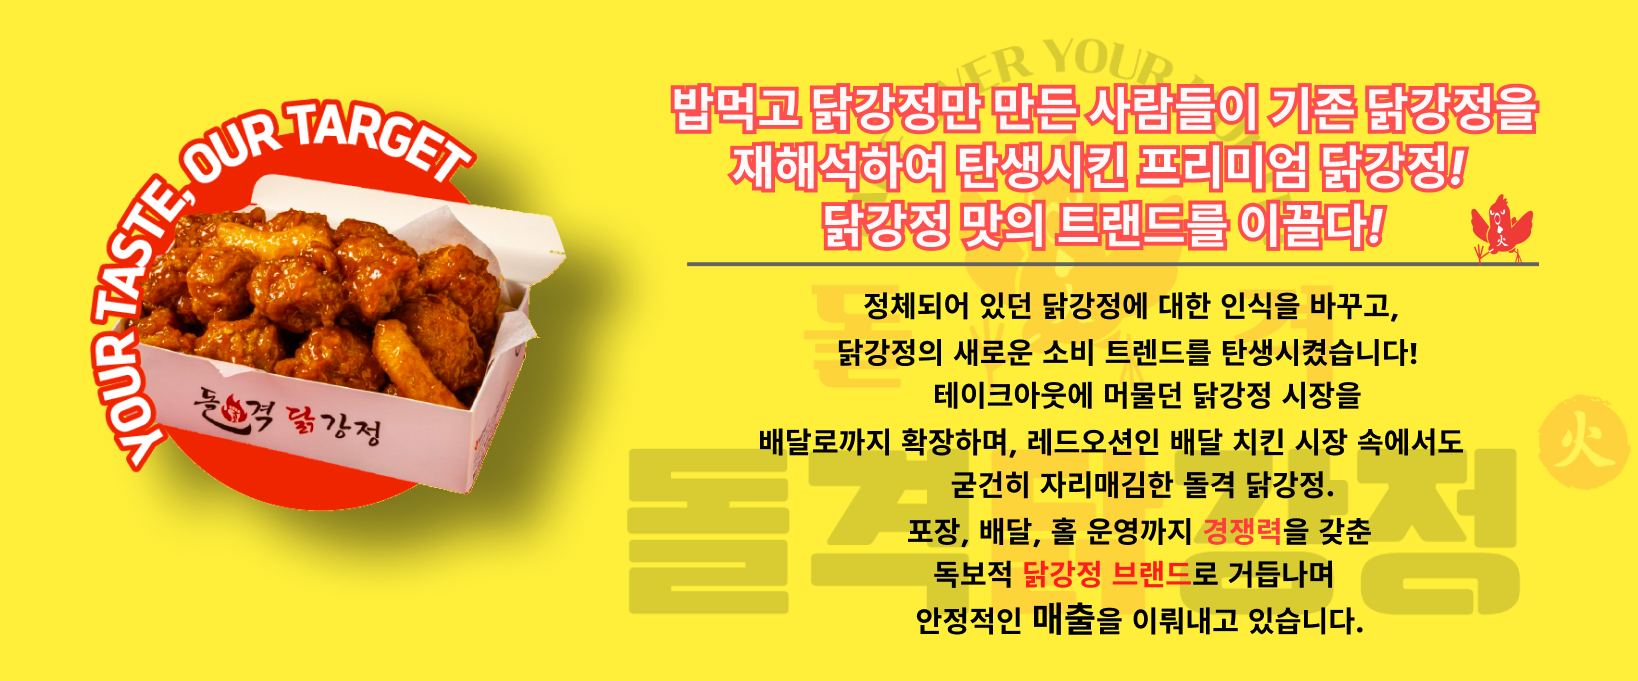 YOUR TASTE, OUR TARGET
돌격 닭강정
밥먹고 닭강정만 만든 사람들이 기존 닭강정을
재해석하여 탄생시킨 프리미엄 닭강정!
닭강정 맛의 트랜드를 이끌다!
火
정체되어 있던 닭강정에 대한 인식을 바꾸고,
닭강정의 새로운 소비 트렌드를 탄생시켰습니다!
테이크아웃에 머물던 닭강정 시장을
배달로까지 확장하며, 레드오션인 배달 치킨 시장 속에서도
굳건히 자리매김한 돌격 닭강정.
포장, 배달, 홀 운영까지 경쟁력을 갖춘
독보적 닭강정 브랜드로 거듭나며
안정적인 매출을 이뤄내고 있습니다.
돌 격
돌격닭강정
火